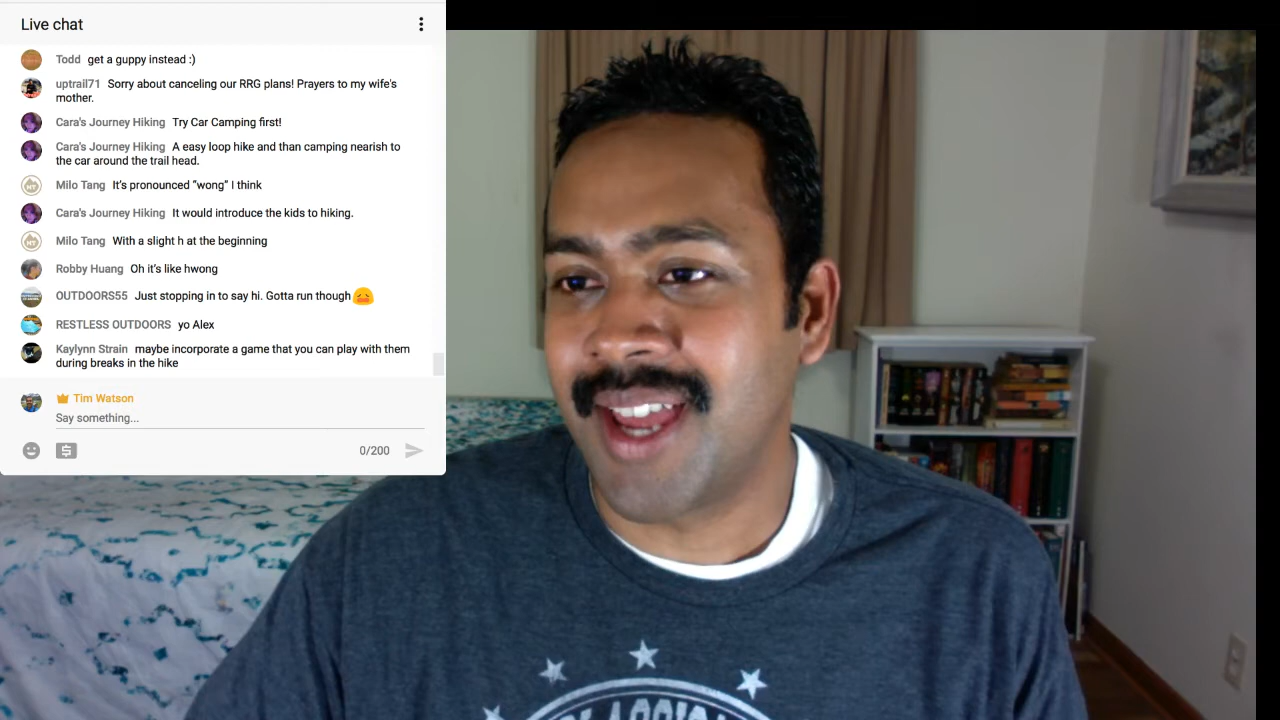 Live chat
Todd get a guppy instead :)
uptrail71 Sorry about canceling our RRG plans! Prayers to my wife's
mother.
Cara's Journey Hiking Try Car Camping first!
Cara's Journey Hiking A easy loop hike and than camping nearish to
the car around the trail head.
Milo Tang It's pronounced “wong” I think
Cara's Journey Hiking It would introduce the kids to hiking.
Milo Tang With a slight h at the beginning
Robby Huang Oh it's like hwong
OUTDOORS55 Just stopping in to say hi. Gotta run though
RESTLESS OUTDOORS yo Alex
Kaylynn Strain maybe incorporate a game that you can play with them
during breaks in the hike
Tim Watson
Say something...
0/200